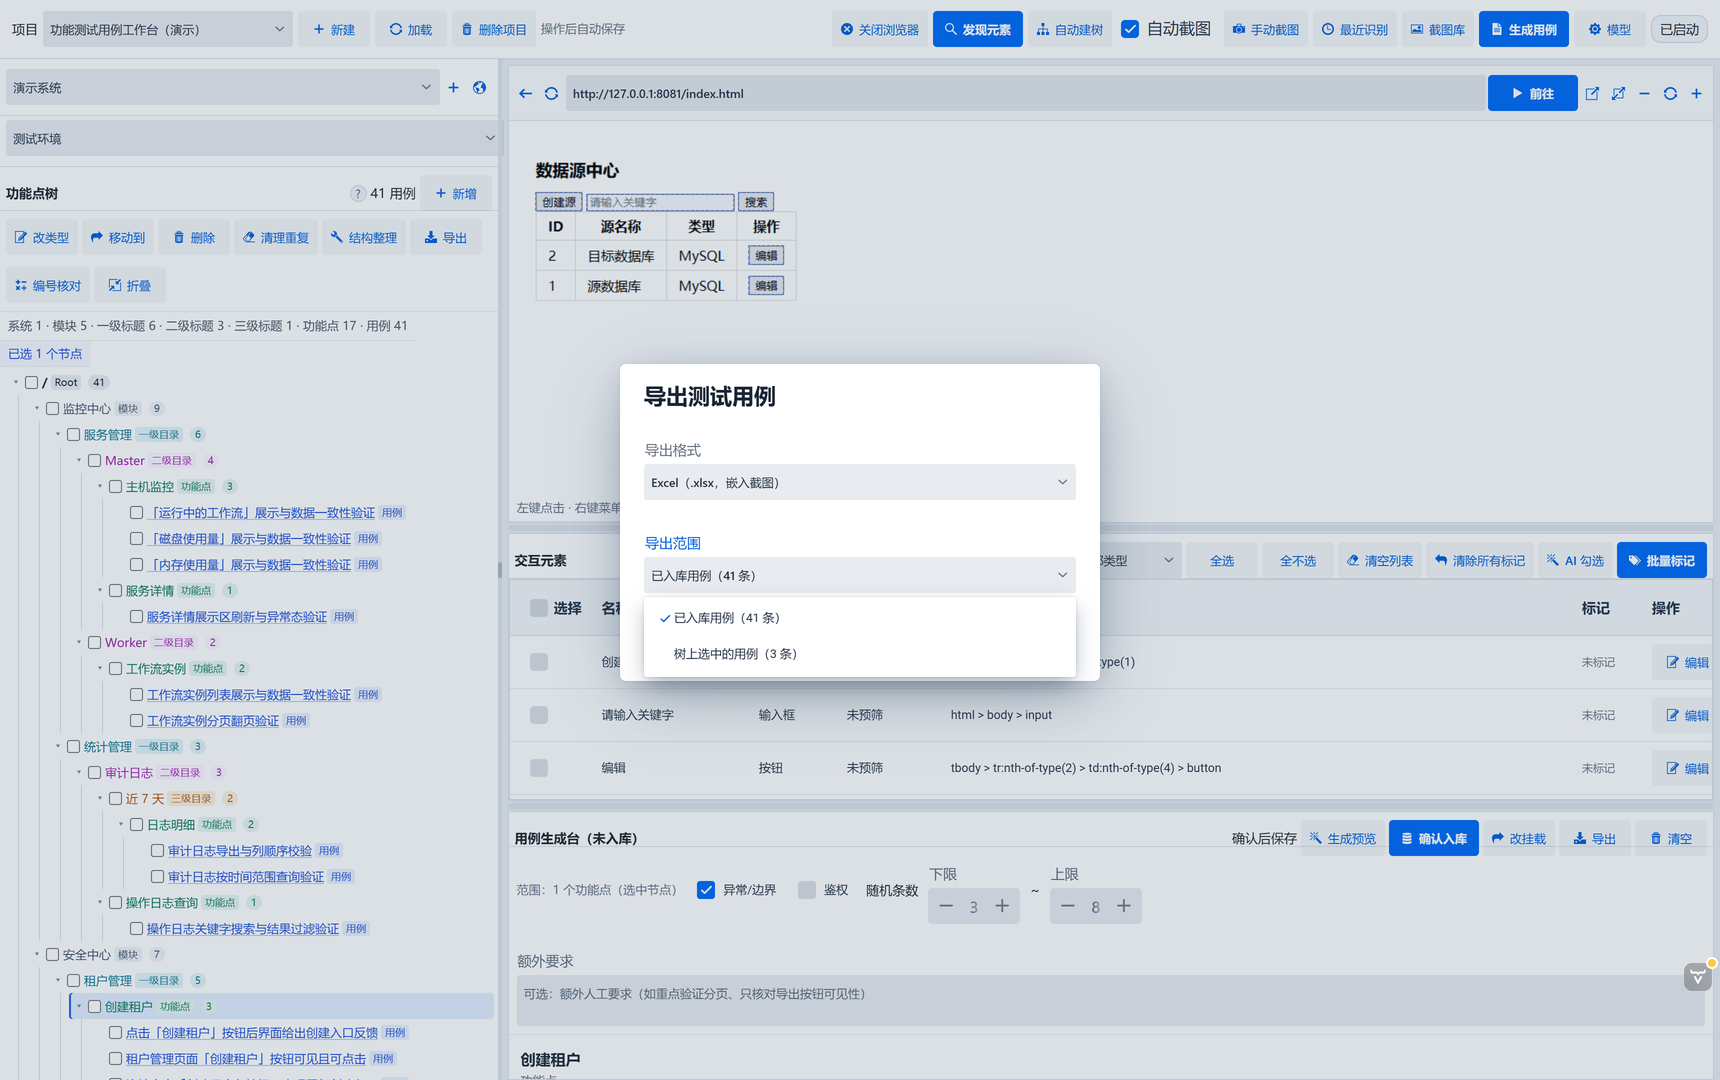 项目 功能测试用例工作台（演示） 新建 加载 删除项目 操作后自动保存 关闭浏览器 发现元素 自动建树 自动截图 手动截图 最近识别 截图库 生成用例 模型 已启动
演示系统
测试环境
功能点树 ? 41 用例 新增
改类型 移动到 删除 清理重复 结构整理 导出
编号核对 折叠
系统 1 · 模块 5 · 一级标题 6 · 二级标题 3 · 三级标题 1 · 功能点 17 · 用例 41
已选 1 个节点
/ Root 41
监控中心 模块 9
服务管理 一级目录 6
Master 二级目录 4
主机监控 功能点 3
「运行中的工作流」展示与数据一致性验证 用例
「磁盘使用量」展示与数据一致性验证 用例
「内存使用量」展示与数据一致性验证 用例
服务详情 功能点 1
服务详情展示区刷新与异常态验证 用例
Worker 二级目录 2
工作流实例 功能点 2
工作流实例列表展示与数据一致性验证 用例
工作流实例分页翻页验证 用例
统计管理 一级目录 3
审计日志 二级目录 3
近 7 天 三级目录 2
日志明细 功能点 2
审计日志导出与列顺序校验 用例
审计日志按时间范围查询验证 用例
操作日志查询 功能点 1
操作日志关键字搜索与结果过滤验证 用例
安全中心 模块 7
租户管理 一级目录 5
创建租户 功能点 3
点击「创建租户」按钮后界面给出创建入口反馈 用例
租户管理页面「创建租户」按钮可见且可点击 用例
http://127.0.0.1:8081/index.html 前往
数据源中心
创建源 请输入关键字 搜索
ID 源名称 类型 操作
2 目标数据库 MySQL 编辑
1 源数据库 MySQL 编辑
左键点击 · 右键菜单
导出测试用例
导出格式
Excel（.xlsx，嵌入截图）
导出范围
已入库用例（41 条）
已入库用例（41 条）
树上选中的用例（3 条）
交互元素 类型 全选 全不选 清空列表 清除所有标记 AI 勾选 批量标记
选择 名 标记 操作
创建 type(1) 未标记 编辑
请输入关键字 输入框 未预筛 html > body > input 未标记 编辑
编辑 按钮 未预筛 tbody > tr:nth-of-type(2) > td:nth-of-type(4) > button 未标记 编辑
用例生成台（未入库） 确认后保存 生成预览 确认入库 改挂载 导出 清空
范围：1 个功能点（选中节点） 异常/边界 鉴权 随机条数 下限 3 ~ 上限 8
额外要求
可选：额外人工要求（如重点验证分页、只核对导出按钮可见性）
创建租户